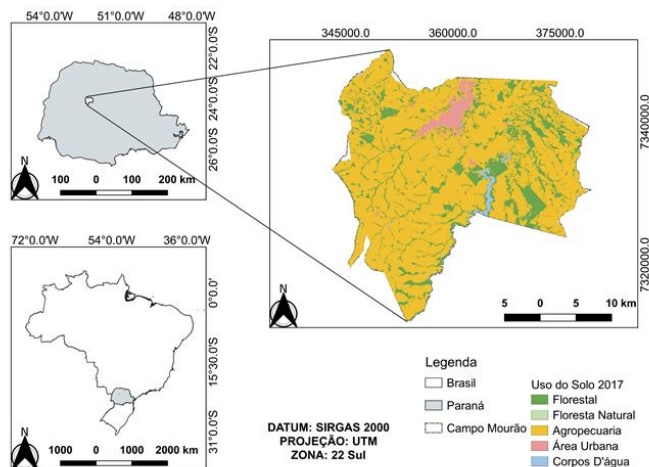 54°0.0'W 51°0.0'W 48°0.0'W
22°0.0'S
24°0.0'S
26°0.0'S
N
100 0 100 200 km
72°0.0'W 54°0.0'W 36°0.0'W
0°0.0'
15°30.0'S
31°0.0'S
N
1000 0 1000 2000 km
345000.0 360000.0 375000.0
7340000.0
7320000.0
N
5 0 5 10 km
Legenda
Brasil
Paraná
Campo Mourão
Uso do Solo 2017
Florestal
Floresta Natural
Agropecuaria
Área Urbana
Corpos D'água
DATUM: SIRGAS 2000
PROJEÇÃO: UTM
ZONA: 22 Sul